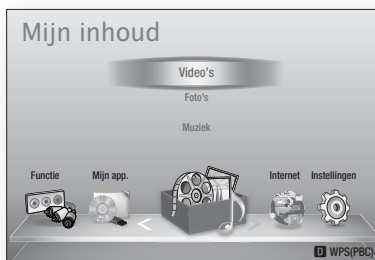 Mijn inhoud
Video's
Foto's
Muziek
Functie Mijn app. Internet Instellingen
D WPS(PBC)